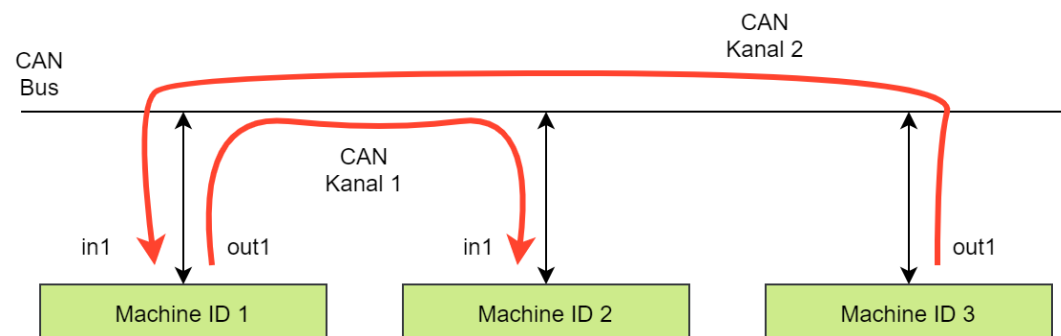 CAN
Kanal 2
CAN
Bus
CAN
Kanal 1
in1
out1
in1
out1
Machine ID 1
Machine ID 2
Machine ID 3